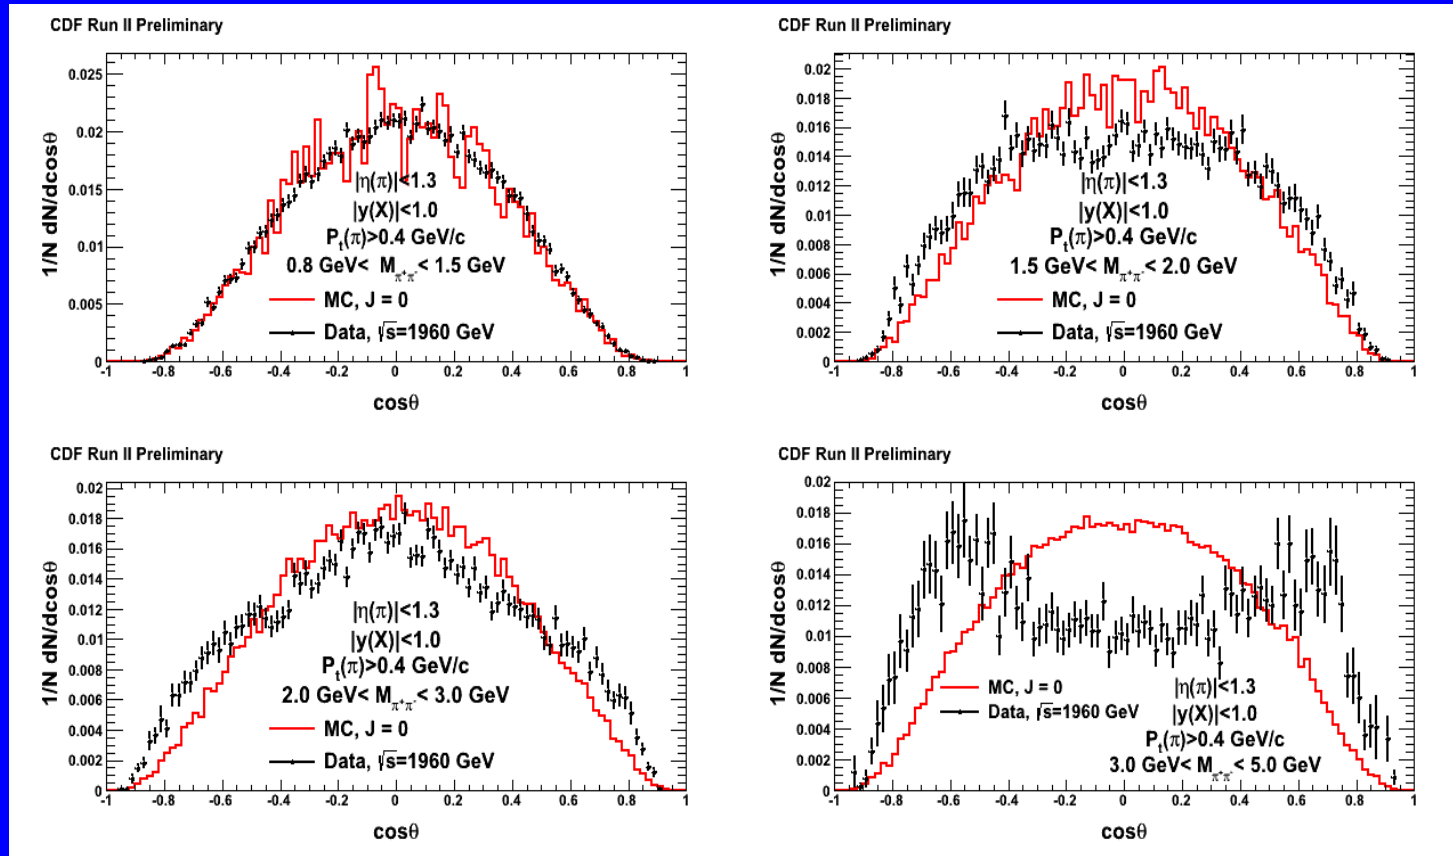 CDF Run II Preliminary
1/N dN/dcosθ
0.025
0.02
0.015
0.01
0.005
0
|η(π)|<1.3
|y(X)|<1.0
Pt(π)>0.4 GeV/c
0.8 GeV< Mπ+π- < 1.5 GeV
MC, J = 0
Data, √s=1960 GeV
-1 -0.8 -0.6 -0.4 -0.2 0 0.2 0.4 0.6 0.8 1
cosθ
CDF Run II Preliminary
1/N dN/dcosθ
0.02
0.018
0.016
0.014
0.012
0.01
0.008
0.006
0.004
0.002
0
|η(π)|<1.3
|y(X)|<1.0
Pt(π)>0.4 GeV/c
1.5 GeV< Mπ+π- < 2.0 GeV
MC, J = 0
Data, √s=1960 GeV
-1 -0.8 -0.6 -0.4 -0.2 0 0.2 0.4 0.6 0.8 1
cosθ
CDF Run II Preliminary
1/N dN/dcosθ
0.02
0.018
0.016
0.014
0.012
0.01
0.008
0.006
0.004
0.002
0
|η(π)|<1.3
|y(X)|<1.0
Pt(π)>0.4 GeV/c
2.0 GeV< Mπ+π- < 3.0 GeV
MC, J = 0
Data, √s=1960 GeV
-1 -0.8 -0.6 -0.4 -0.2 0 0.2 0.4 0.6 0.8 1
cosθ
CDF Run II Preliminary
1/N dN/dcosθ
0.02
0.018
0.016
0.014
0.012
0.01
0.008
0.006
0.004
0.002
0
MC, J = 0
Data, √s=1960 GeV
|η(π)|<1.3
|y(X)|<1.0
Pt(π)>0.4 GeV/c
3.0 GeV< Mπ+π- < 5.0 GeV
-1 -0.8 -0.6 -0.4 -0.2 0 0.2 0.4 0.6 0.8 1
cosθ